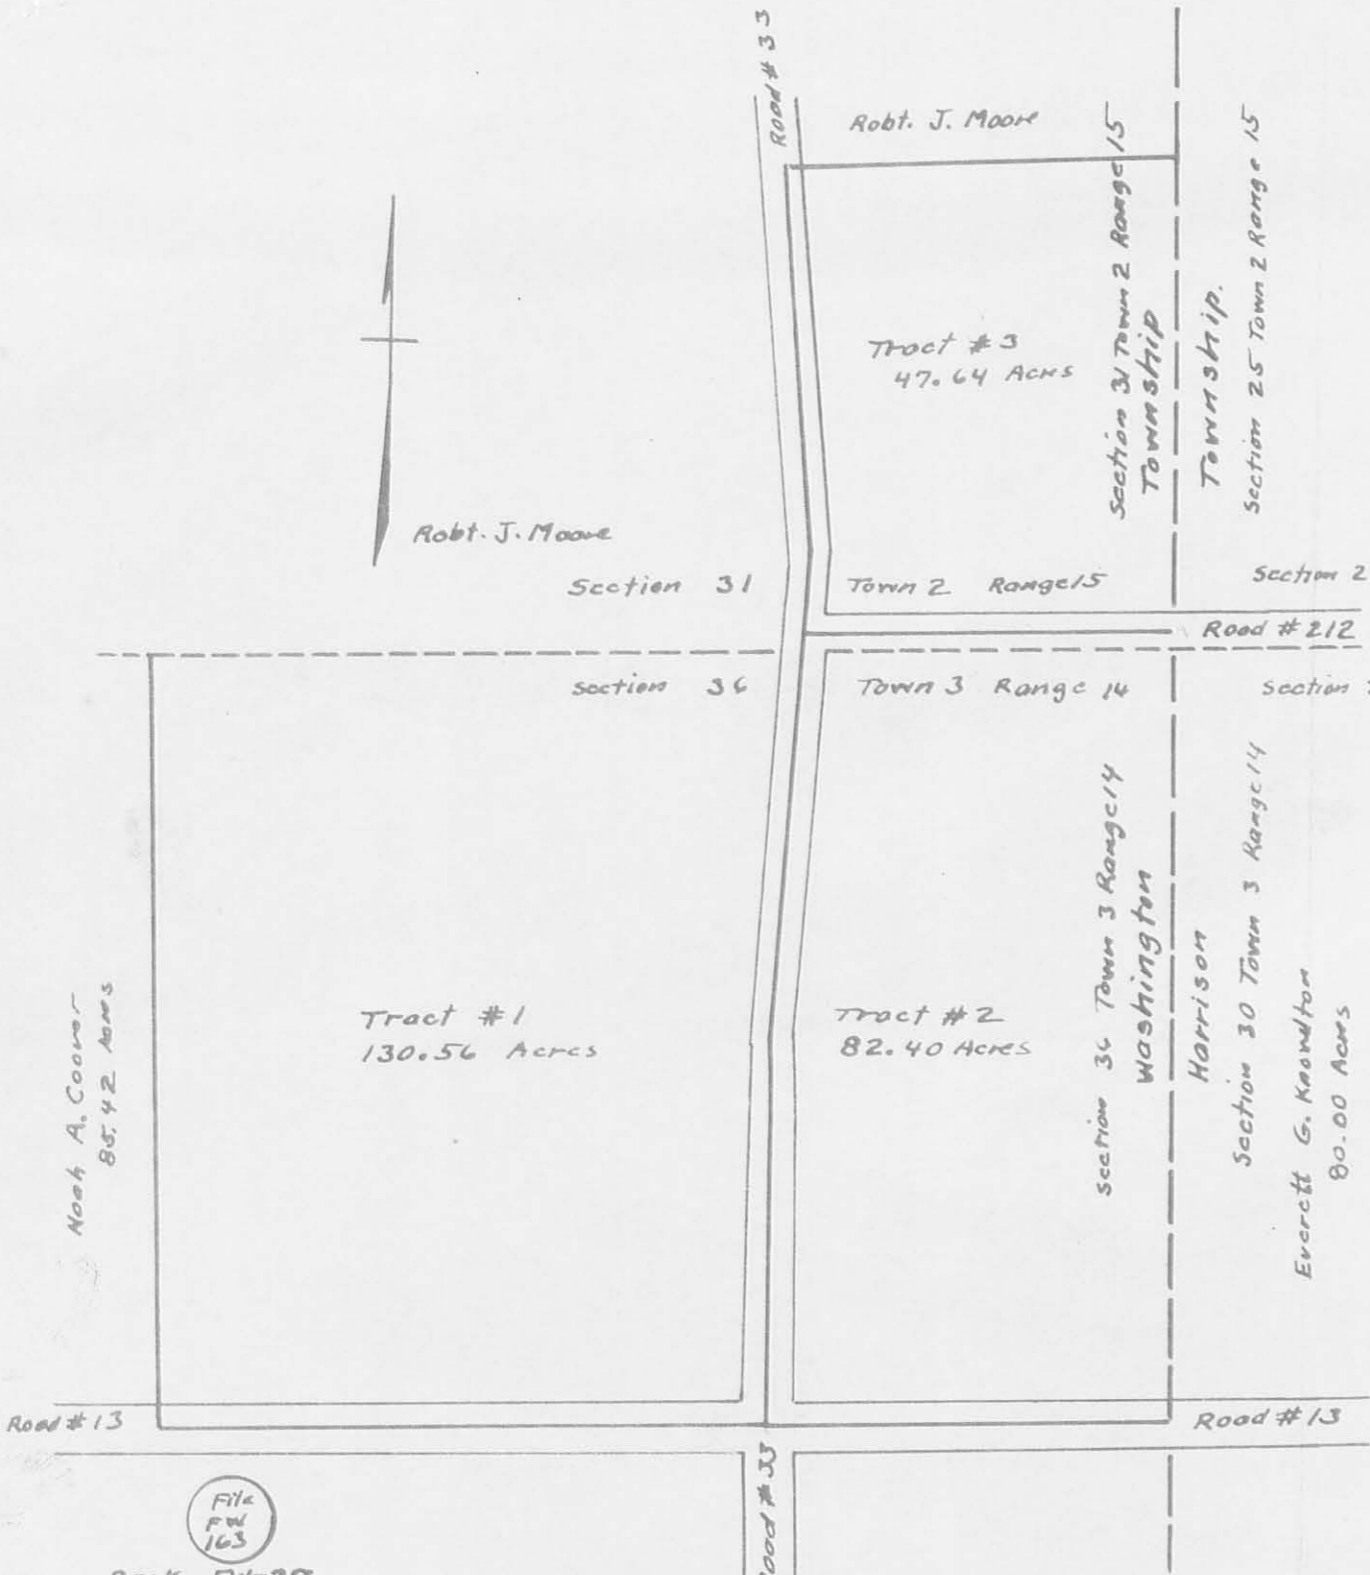 Road # 33
Robt. J. Moore
Section 31 Town 2 Range 15
Township
Township.
Section 25 Town 2 Range 15
Tract #3
47.64 Acres
Robt. J. Moore
Section 31
Town 2 Range 15
Section 2
Road # 212
Section 36
Town 3 Range 14
Section
Section 36 Town 3 Range 14
Washington
Harrison
Section 30 Town 3 Range 14
Everett G. Knowlton
80.00 Acres
Noah A. Coover
85.42 Acres
Tract #1
130.56 Acres
Tract #2
82.40 Acres
Road # 13
Road # 13
Road # 33
File
163